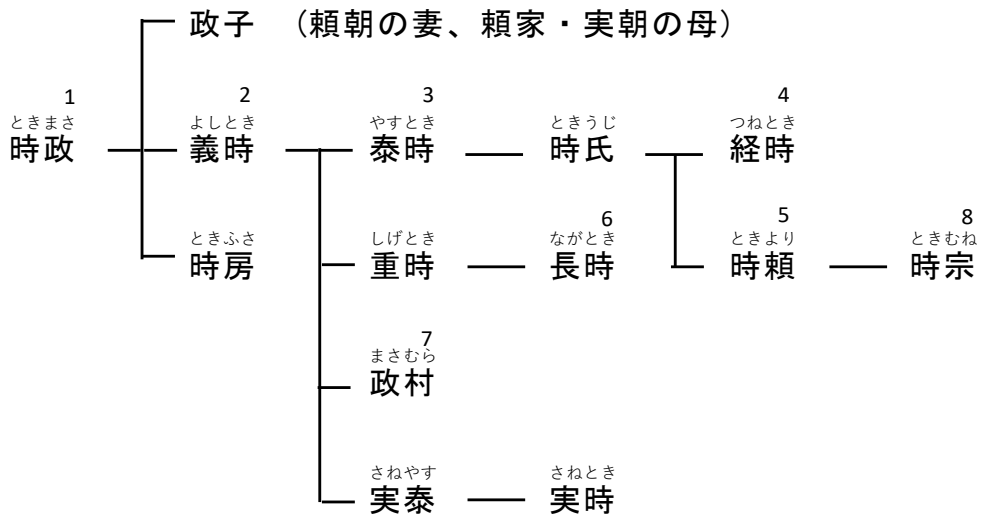 政子 （頼朝の妻、頼家・実朝の母）
1 2 3 4
ときまさ よしとき やすとき ときうじ つねとき
時政 義時 泰時 時氏 経時
6 5 8
ときふさ しげとき ながとき ときより ときむね
時房 重時 長時 時頼 時宗
7
まさむら
政村
さねやす さねとき
実泰 実時